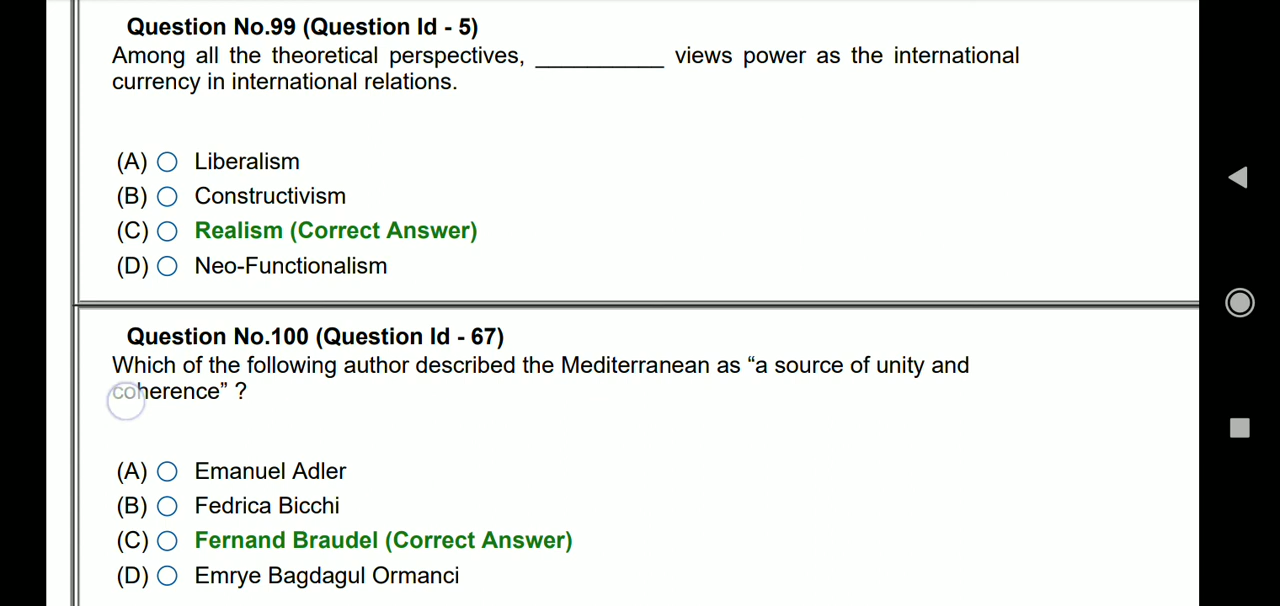 Question No.99 (Question Id - 5)
Among all the theoretical perspectives, ___________ views power as the international
currency in international relations.
(A) Liberalism
(B) Constructivism
(C) Realism (Correct Answer)
(D) Neo-Functionalism
Question No.100 (Question Id - 67)
Which of the following author described the Mediterranean as “a source of unity and
coherence” ?
(A) Emanuel Adler
(B) Fedrica Bicchi
(C) Fernand Braudel (Correct Answer)
(D) Emrye Bagdagul Ormanci